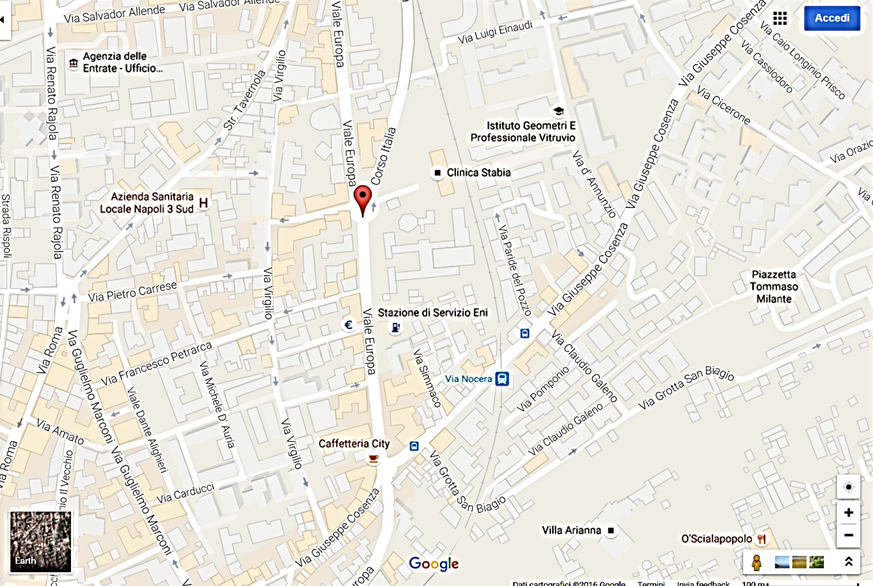 Via Salvador Allende
Via Salvador Allende
Viale Europa
Via Luigi Einaudi
Via Giuseppe Cosenza
Accedi
Via Caio Longinio Prisco
Via Cassiodoro
Via Cicerone
Via Orazio
Agenzia delle
Entrate - Ufficio...
Via Renato Rajola
Via Virgilio
Str. Tavernola
Viale Europa
Corso Italia
Istituto Geometri E
Professionale Vitruvio
Via Giuseppe Cosenza
Clinica Stabia
Via d'Annunzio
Via Renato Rajola
Strada Rispoli
Azienda Sanitaria
Locale Napoli 3 Sud
H
Via Paride del Pozzo
Via Giuseppe Cosenza
Piazzetta
Tommaso
Milante
Via Pietro Carrese
Via Virgilio
Viale Europa
€
Stazione di Servizio Eni
Via Roma
Via Guglielmo Marconi
Via Francesco Petrarca
Via Michele D'Auria
Via Simmaco
Via Nocera
Via Claudio Galeno
Via Pomponio
Via Grotta San Biagio
Viale Dante Alighieri
Via Amato
Via Claudio Galeno
Via Virgilio
Caffetteria City
Via Roma
Via Guglielmo Marconi
Via Carducci
Via Grotta San Biagio
Via Giuseppe Cosenza
Villa Arianna
O'Scialapopolo
Earth
Google
Dati cartografici ©2016 Google
Termini
Invia feedback
100 m